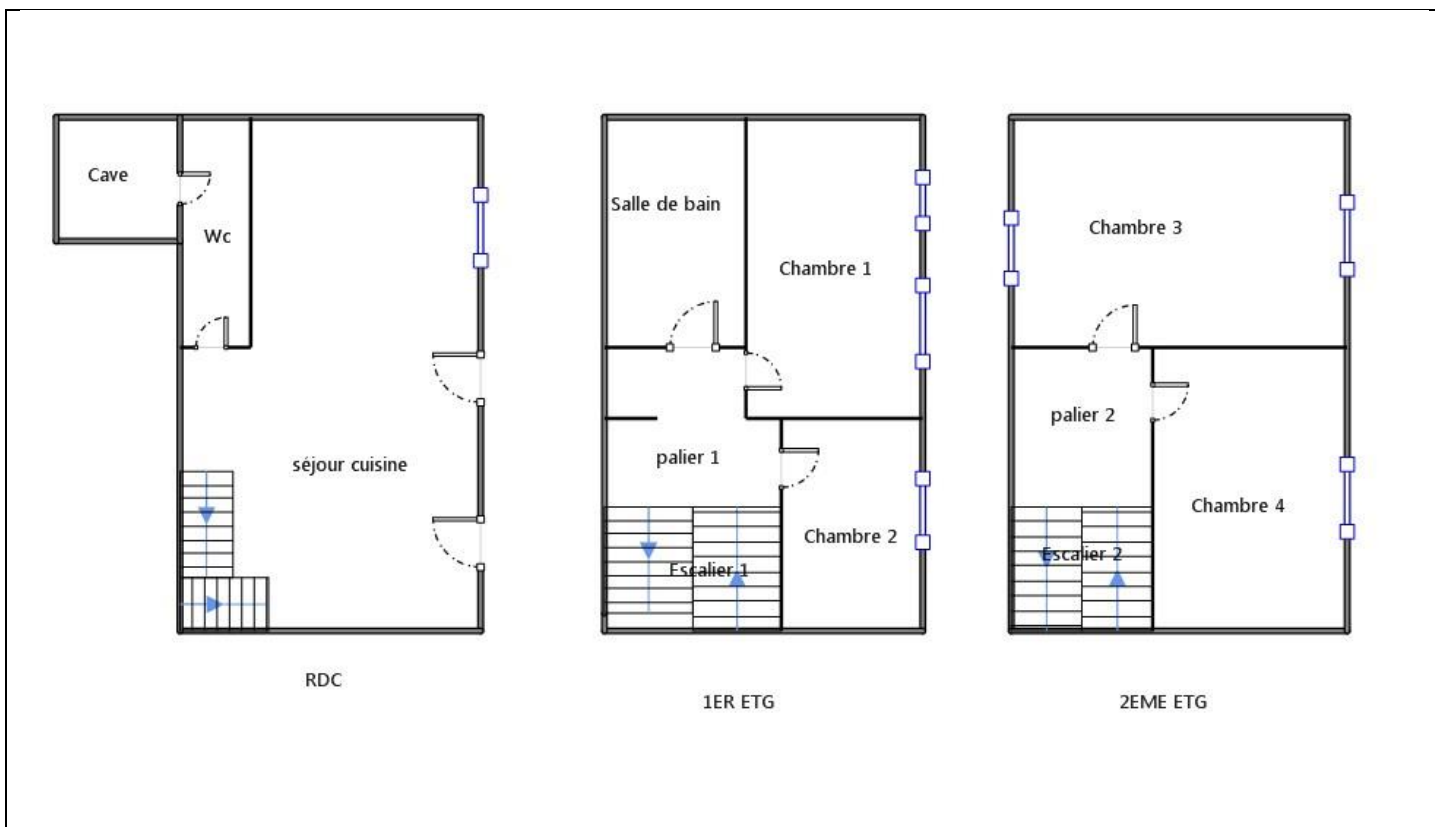 Cave
Wc
séjour cuisine
RDC
Salle de bain
Chambre 1
palier 1
Chambre 2
Escalier 1
1ER ETG
Chambre 3
palier 2
Chambre 4
Escalier 2
2EME ETG